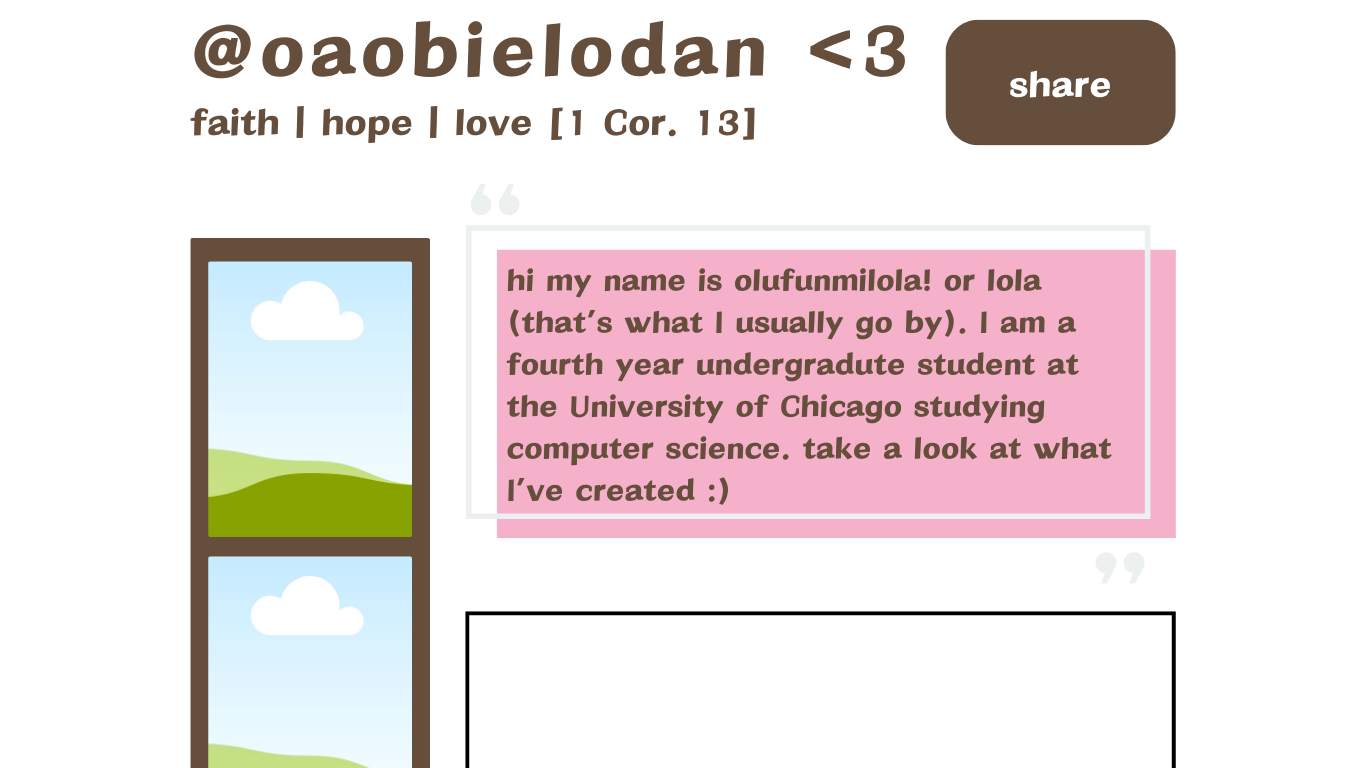 @oaobielodan <3
share
faith | hope | love [1 Cor. 13]
“
hi my name is olufunmilola! or lola
(that’s what I usually go by). I am a
fourth year undergradute student at
the University of Chicago studying
computer science. take a look at what
I’ve created :)
”